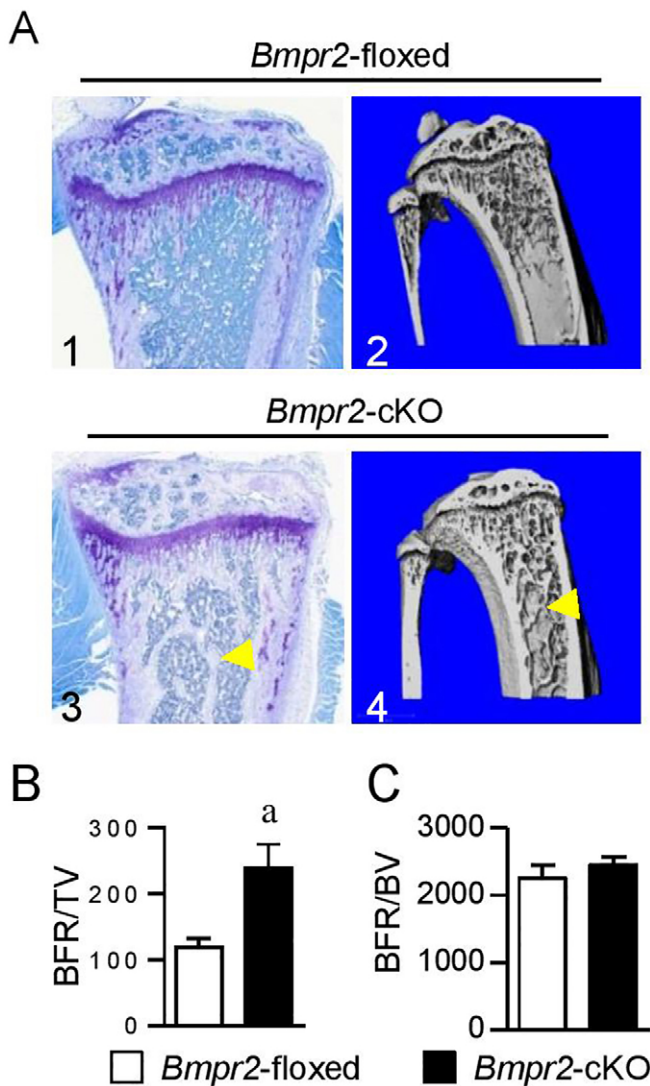 A
Bmpr2-floxed
1
2
Bmpr2-cKO
3
4
B
C
a
300
200
100
0
BFR/TV
3000
2000
1000
0
BFR/BV
Bmpr2-floxed
Bmpr2-cKO